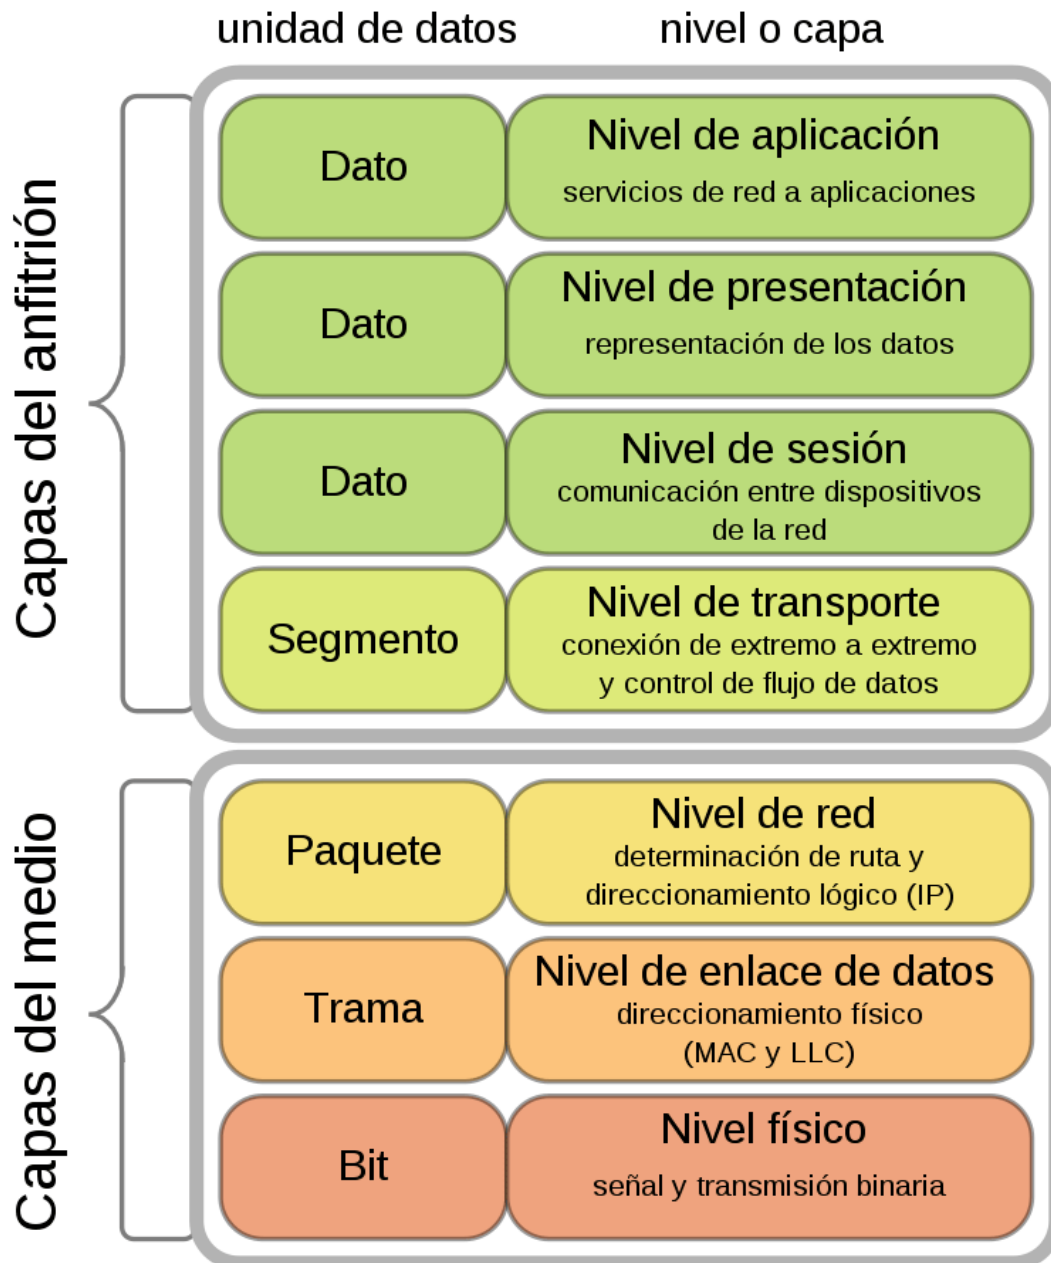 unidad de datos
nivel o capa
Capas del anfitrión
Dato
Nivel de aplicación
servicios de red a aplicaciones
Dato
Nivel de presentación
representación de los datos
Dato
Nivel de sesión
comunicación entre dispositivos
de la red
Segmento
Nivel de transporte
conexión de extremo a extremo
y control de flujo de datos
Capas del medio
Paquete
Nivel de red
determinación de ruta y
direccionamiento lógico (IP)
Trama
Nivel de enlace de datos
direccionamiento físico
(MAC y LLC)
Bit
Nivel físico
señal y transmisión binaria